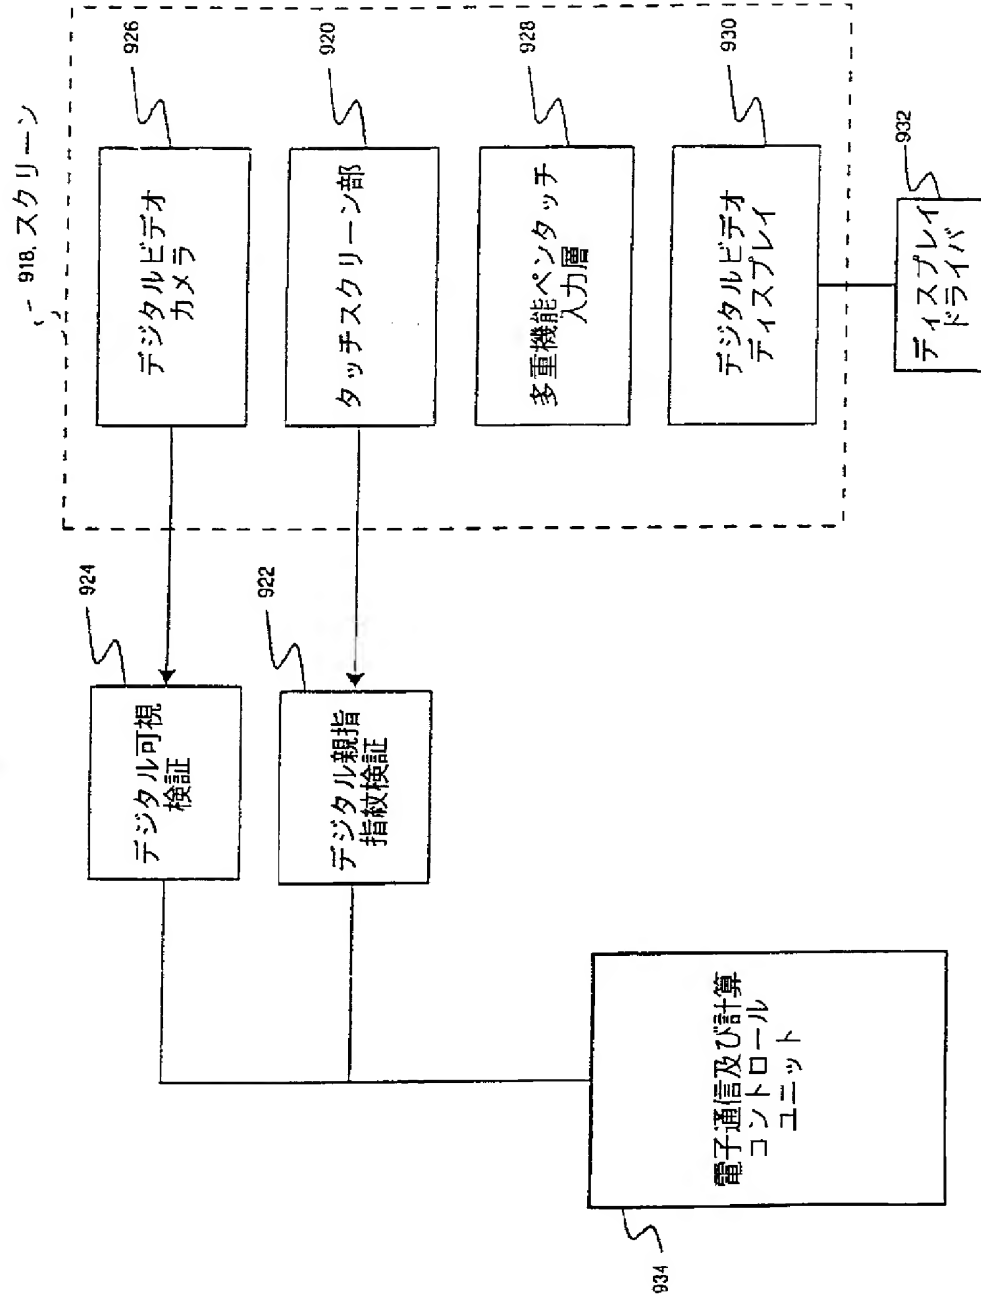 918.スクリーン
926
デジタルビデオ
カメラ
920
タッチスクリーン部
928
多重機能ペンタッチ
入力層
930
デジタルビデオ
ディスプレイ
932
ディスプレイ
ドライバ
924
デジタル可視
検証
922
デジタル親指
指紋検証
電子通信及び計算
コントロール
ユニット
934